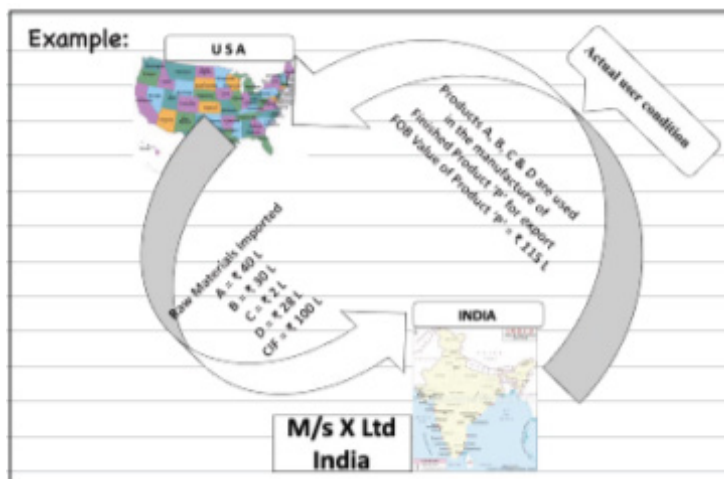 Example:
U S A
Actual user condition
Products A, B, C & D are used
in the manufacture of
Finished Product 'P' for export
FOB Value of Product 'P' = ₹ 115 L
Raw Materials Imported
A = ₹ 40 L
B = ₹ 30 L
C = ₹ 2 L
D = ₹ 28 L
CIF = ₹ 100 L
INDIA
M/s X Ltd
India